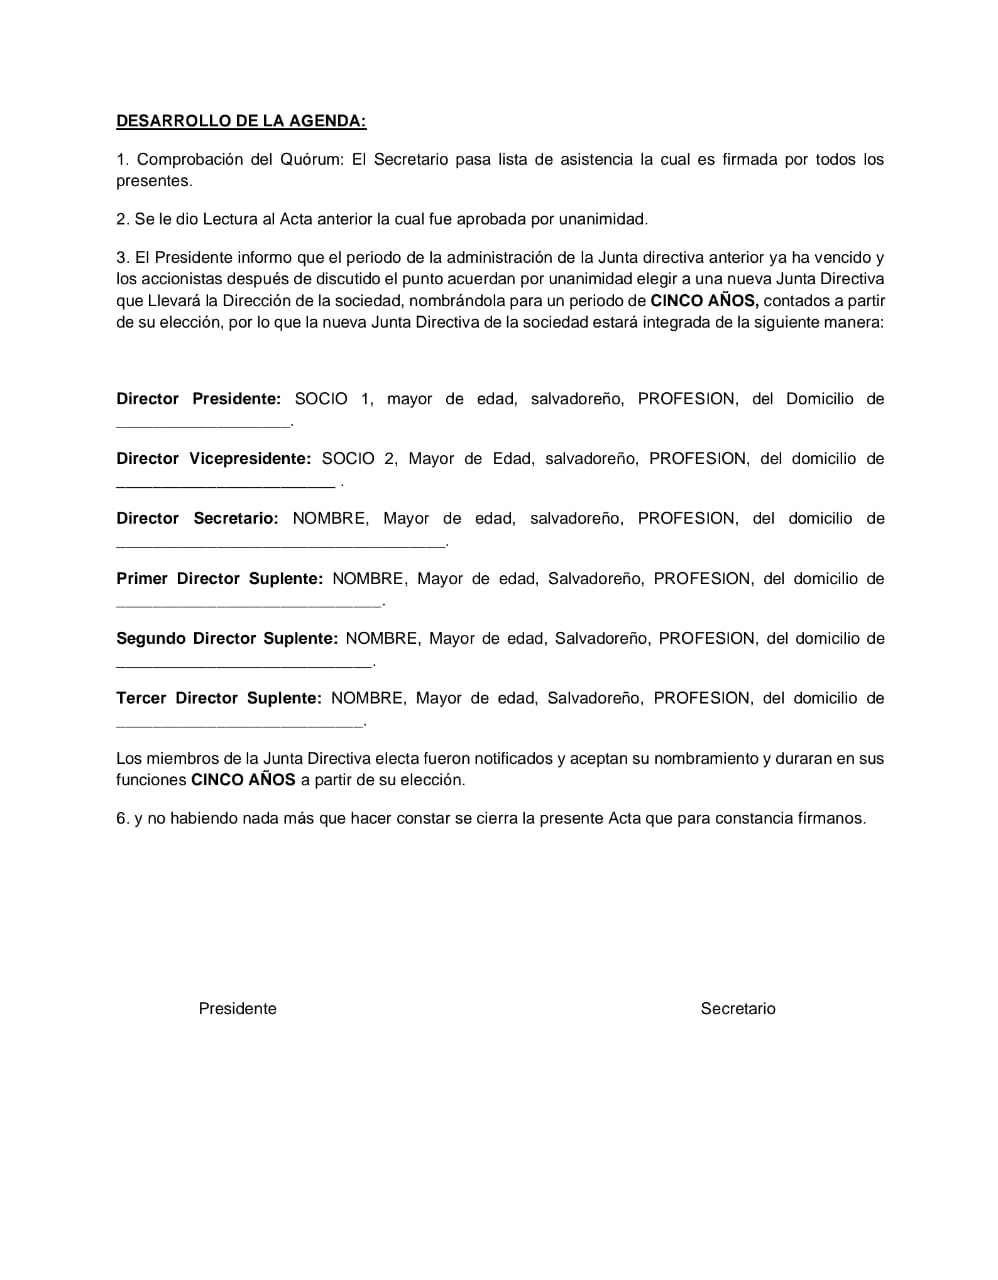 DESARROLLO DE LA AGENDA:
1. Comprobación del Quórum: El Secretario pasa lista de asistencia la cual es firmada por todos los
presentes.
2. Se le dio Lectura al Acta anterior la cual fue aprobada por unanimidad.
3. El Presidente informo que el periodo de la administración de la Junta directiva anterior ya ha vencido y
los accionistas después de discutido el punto acuerdan por unanimidad elegir a una nueva Junta Directiva
que Llevará la Dirección de la sociedad, nombrándola para un periodo de CINCO AÑOS, contados a partir
de su elección, por lo que la nueva Junta Directiva de la sociedad estará integrada de la siguiente manera:
Director Presidente: SOCIO 1, mayor de edad, salvadoreño, PROFESION, del Domicilio de
___________________.
Director Vicepresidente: SOCIO 2, Mayor de Edad, salvadoreño, PROFESION, del domicilio de
________________________ .
Director Secretario: NOMBRE, Mayor de edad, salvadoreño, PROFESION, del domicilio de
____________________________________.
Primer Director Suplente: NOMBRE, Mayor de edad, Salvadoreño, PROFESION, del domicilio de
_____________________________.
Segundo Director Suplente: NOMBRE, Mayor de edad, Salvadoreño, PROFESION, del domicilio de
____________________________.
Tercer Director Suplente: NOMBRE, Mayor de edad, Salvadoreño, PROFESION, del domicilio de
___________________________.
Los miembros de la Junta Directiva electa fueron notificados y aceptan su nombramiento y duraran en sus
funciones CINCO AÑOS a partir de su elección.
6. y no habiendo nada más que hacer constar se cierra la presente Acta que para constancia fírmanos.
Presidente Secretario